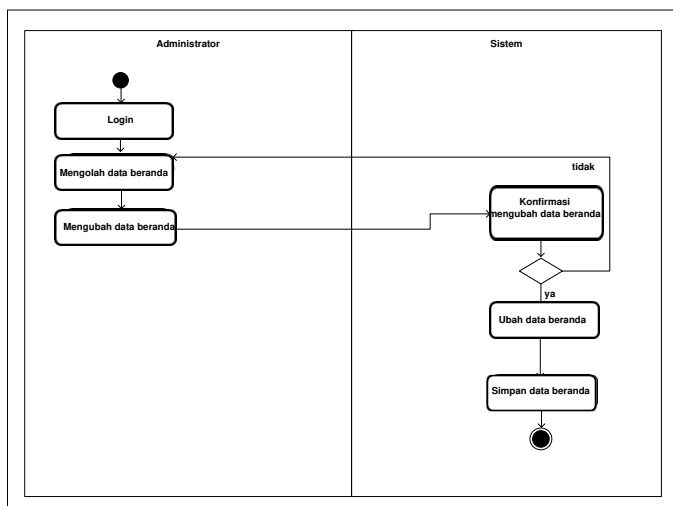 Administrator
Sistem
Login
Mengolah data beranda
tidak
Konfirmasi
mengubah data beranda
Mengubah data beranda
ya
Ubah data beranda
Simpan data beranda